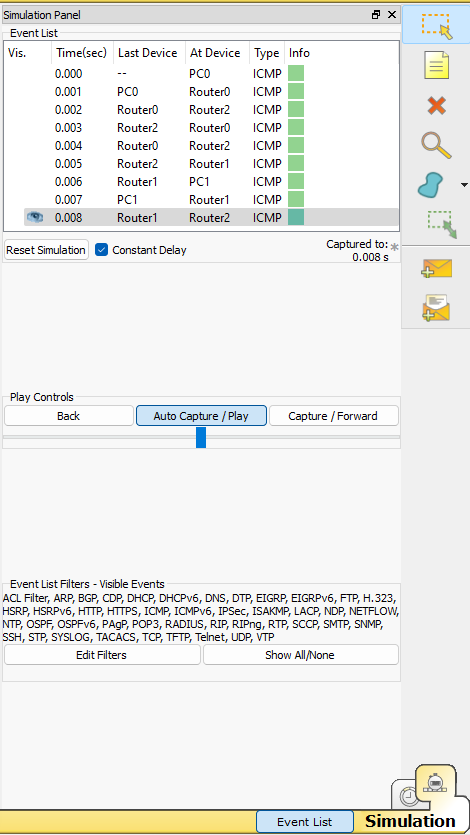 Simulation Panel
Event List
Vis. Time(sec) Last Device At Device Type Info
0.000 -- PC0 ICMP
0.001 PC0 Router0 ICMP
0.002 Router0 Router2 ICMP
0.003 Router2 Router0 ICMP
0.004 Router0 Router2 ICMP
0.005 Router2 Router1 ICMP
0.006 Router1 PC1 ICMP
0.007 PC1 Router1 ICMP
0.008 Router1 Router2 ICMP
Reset Simulation Constant Delay Captured to: *
0.008 s
Play Controls
Back Auto Capture / Play Capture / Forward
Event List Filters - Visible Events
ACL Filter, ARP, BGP, CDP, DHCP, DHCPv6, DNS, DTP, EIGRP, EIGRPv6, FTP, H.323,
HSRP, HSRPv6, HTTP, HTTPS, ICMP, ICMPv6, IPSec, ISAKMP, LACP, NDP, NETFLOW,
NTP, OSPF, OSPFv6, PAgP, POP3, RADIUS, RIP, RIPng, RTP, SCCP, SMTP, SNMP,
SSH, STP, SYSLOG, TACACS, TCP, TFTP, Telnet, UDP, VTP
Edit Filters Show All/None
Event List Simulation